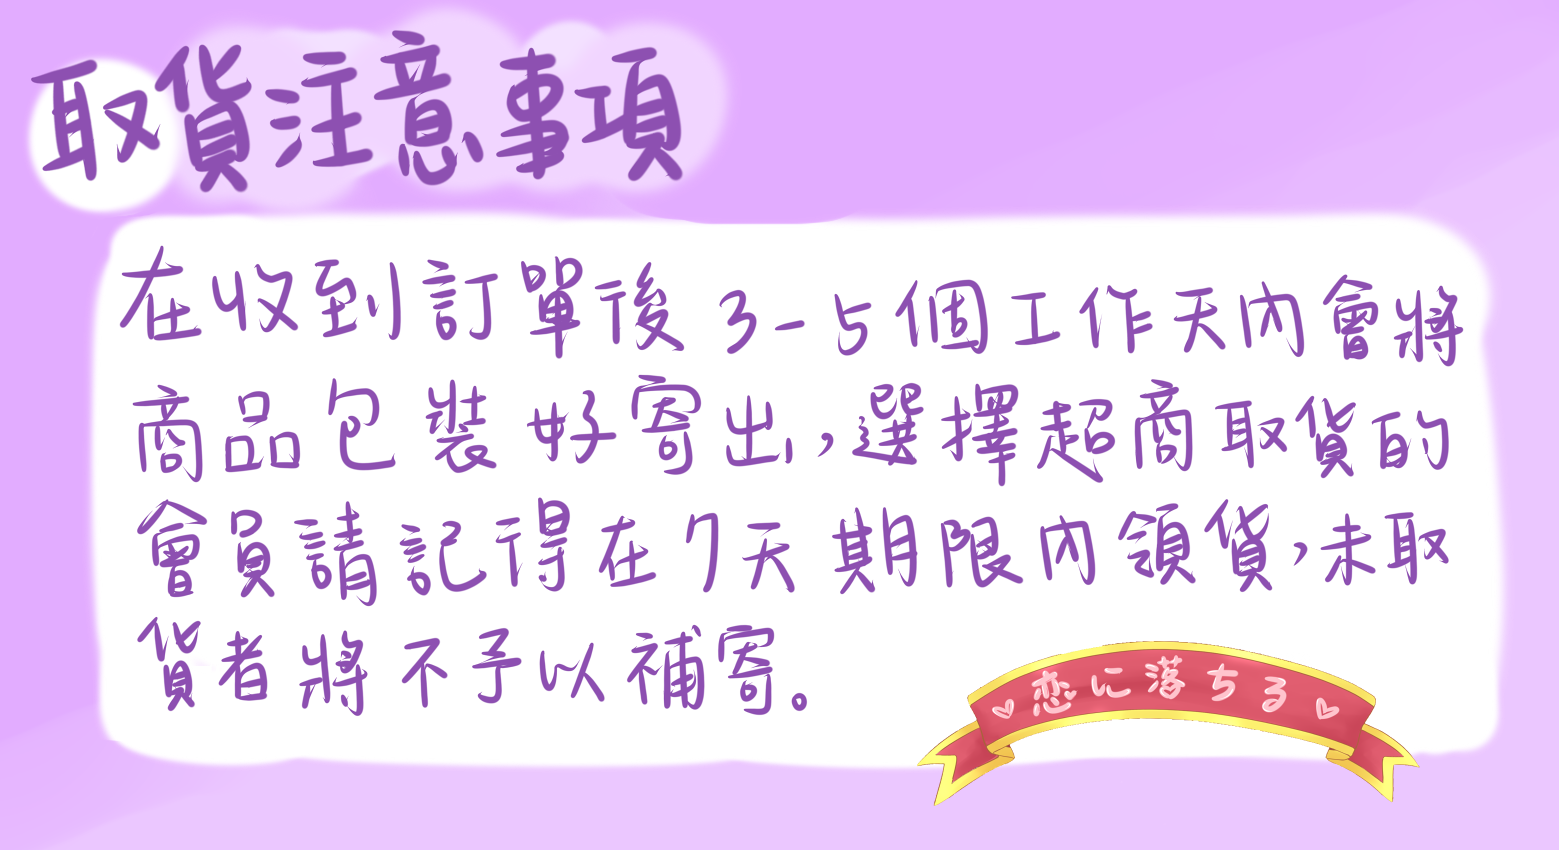 取貨注意事項
在收到訂單後3-5個工作天內會將
商品包裝好寄出,選擇超商取貨的
會員請記得在7天期限內領貨,未取
貨者將不予以補寄。
♡恋に落ちる♡